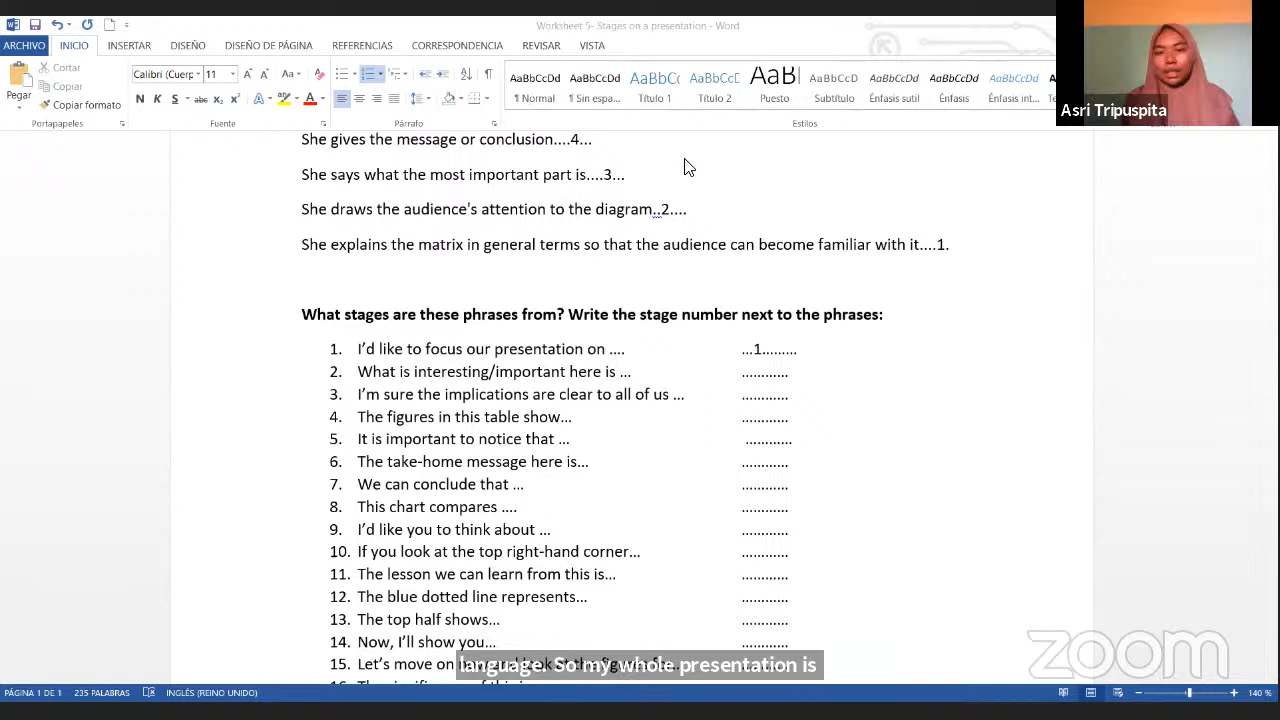 Worksheet 5- Stages on a presentation - Word
ARCHIVO INICIO INSERTAR DISEÑO DISEÑO DE PÁGINA REFERENCIAS CORRESPONDENCIA REVISAR VISTA
Pegar
Cortar
Copiar
Copiar formato
Portapapeles
Calibri (Cuerp 11
Fuente
Párrafo
AaBbCcDd AaBbCcDd AaBbC( AaBbCcD AaB AaBbCcD AaBbCcDd AaBbCcDd AaBbCcDd
¶ Normal ¶ Sin espa... Título 1 Título 2 Puesto Subtítulo Énfasis sutil Énfasis Énfasis int...
Estilos
Asri Tripuspita
She gives the message or conclusion....4...
She says what the most important part is....3...
She draws the audience's attention to the diagram..2....
She explains the matrix in general terms so that the audience can become familiar with it....1.
What stages are these phrases from? Write the stage number next to the phrases:
1. I’d like to focus our presentation on .... ...1.........
2. What is interesting/important here is ... ............
3. I’m sure the implications are clear to all of us ... ............
4. The figures in this table show... ............
5. It is important to notice that ... ............
6. The take-home message here is... ............
7. We can conclude that ... ............
8. This chart compares .... ............
9. I’d like you to think about ... ............
10. If you look at the top right-hand corner... ............
11. The lesson we can learn from this is... ............
12. The blue dotted line represents... ............
13. The top half shows... ............
14. Now, I’ll show you... ............
15. Let’s move on
language. So my whole presentation is
zoom
PÁGINA 1 DE 1 235 PALABRAS INGLÉS (REINO UNIDO) 140 %